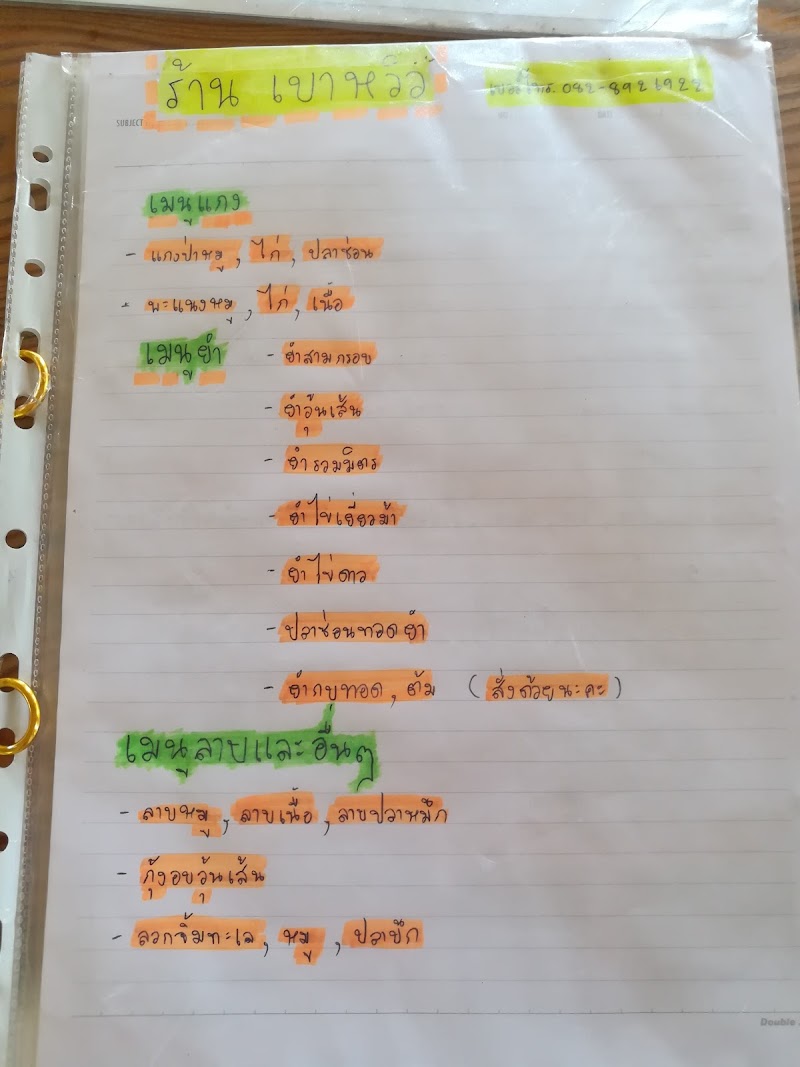 ร้าน เขาหวัวั เบอร์โทร. 082-892 6922
SUBJECT NO DATE
เมนูแกง
- แกงป่าหมู, ไก่, ปลาช่อน
- พะแนงหมู, ไก่, เนื้อ
เมนูยำ - ยำสามกรอบ
- ยำวุ้นเส้น
- ยำรวมมิตร
- ยำไข่เยี่ยวม้า
- ยำไข่ดาว
- ปลาช่อนทอดยำ
- ยำกบทอด, ต้ม (สั่งด้วยนะคะ)
เมนูลาบและอื่นๆ
- ลาบหมู, ลาบเนื้อ, ลาบปลาหมึก
- กุ้งอบวุ้นเส้น
- ลวกจิ้มทะเล, หมู, ปลาบึก
Double